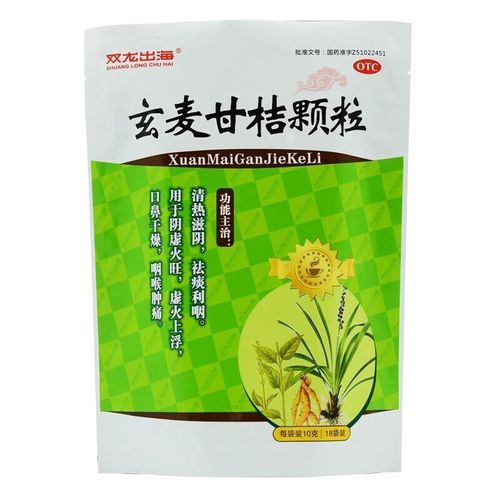 双龙出海®
SHUANG LONG CHU HAI
批准文号：国药准字Z51022451
OTC
玄麦甘桔颗粒
XuanMaiGanJieKeLi
功能主治：
清热滋阴，祛痰利咽。
用于阴虚火旺，虚火上浮，
口鼻干燥，咽喉肿痛。
每袋装10克 18袋装